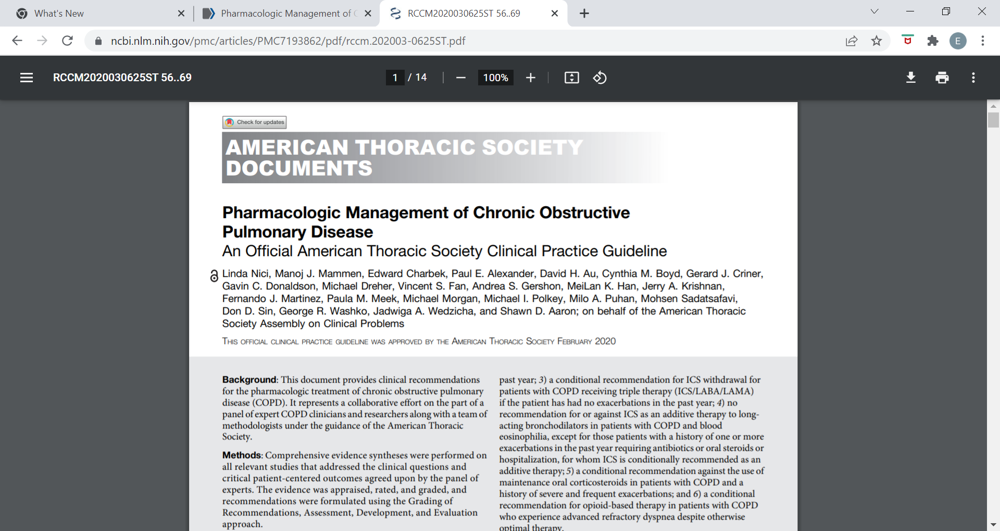 What's New
Pharmacologic Management of
RCCM2020030625ST 56..69
ncbi.nlm.nih.gov/pmc/articles/PMC7193862/pdf/rccm.202003-0625ST.pdf
E
RCCM2020030625ST 56..69
1 / 14
100%
Check for updates
AMERICAN THORACIC SOCIETY
DOCUMENTS
Pharmacologic Management of Chronic Obstructive
Pulmonary Disease
An Official American Thoracic Society Clinical Practice Guideline
Linda Nici, Manoj J. Mammen, Edward Charbek, Paul E. Alexander, David H. Au, Cynthia M. Boyd, Gerard J. Criner,
Gavin C. Donaldson, Michael Dreher, Vincent S. Fan, Andrea S. Gershon, MeiLan K. Han, Jerry A. Krishnan,
Fernando J. Martinez, Paula M. Meek, Michael Morgan, Michael I. Polkey, Milo A. Puhan, Mohsen Sadatsafavi,
Don D. Sin, George R. Washko, Jadwiga A. Wedzicha, and Shawn D. Aaron; on behalf of the American Thoracic
Society Assembly on Clinical Problems
This official clinical practice guideline was approved by the American Thoracic Society February 2020
Background: This document provides clinical recommendations
for the pharmacologic treatment of chronic obstructive pulmonary
disease (COPD). It represents a collaborative effort on the part of a
panel of expert COPD clinicians and researchers along with a team of
methodologists under the guidance of the American Thoracic
Society.
Methods: Comprehensive evidence syntheses were performed on
all relevant studies that addressed the clinical questions and
critical patient-centered outcomes agreed upon by the panel of
experts. The evidence was appraised, rated, and graded, and
recommendations were formulated using the Grading of
Recommendations, Assessment, Development, and Evaluation
approach.
past year; 3) a conditional recommendation for ICS withdrawal for
patients with COPD receiving triple therapy (ICS/LABA/LAMA)
if the patient has had no exacerbations in the past year; 4) no
recommendation for or against ICS as an additive therapy to long-
acting bronchodilators in patients with COPD and blood
eosinophilia, except for those patients with a history of one or more
exacerbations in the past year requiring antibiotics or oral steroids or
hospitalization, for whom ICS is conditionally recommended as an
additive therapy; 5) a conditional recommendation against the use of
maintenance oral corticosteroids in patients with COPD and a
history of severe and frequent exacerbations; and 6) a conditional
recommendation for opioid-based therapy in patients with COPD
who experience advanced refractory dyspnea despite otherwise
optimal therapy.